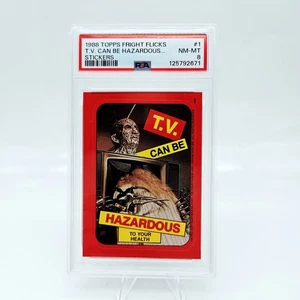 1988 TOPPS FRIGHT FLICKS #1
T.V. CAN BE HAZARDOUS... NM-MT
STICKERS PSA 8
125792671
T.V.
CAN BE
HAZARDOUS
TO YOUR
HEALTH